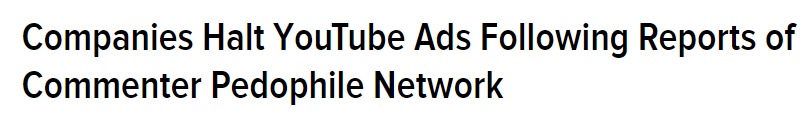 Companies Halt YouTube Ads Following Reports of
Commenter Pedophile Network